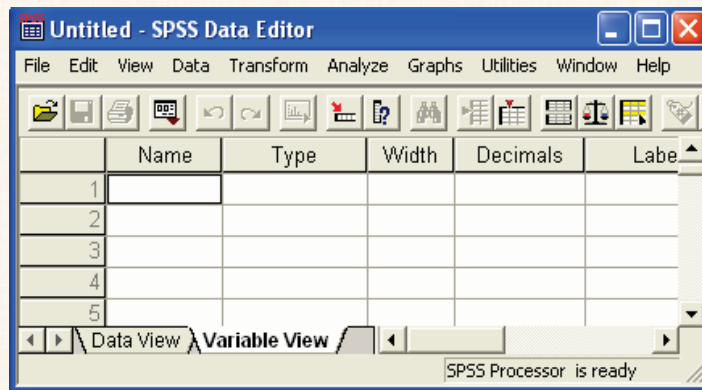 Untitled - SPSS Data Editor
File Edit View Data Transform Analyze Graphs Utilities Window Help
Name Type Width Decimals Labe
1
2
3
4
5
Data View Variable View
SPSS Processor is ready